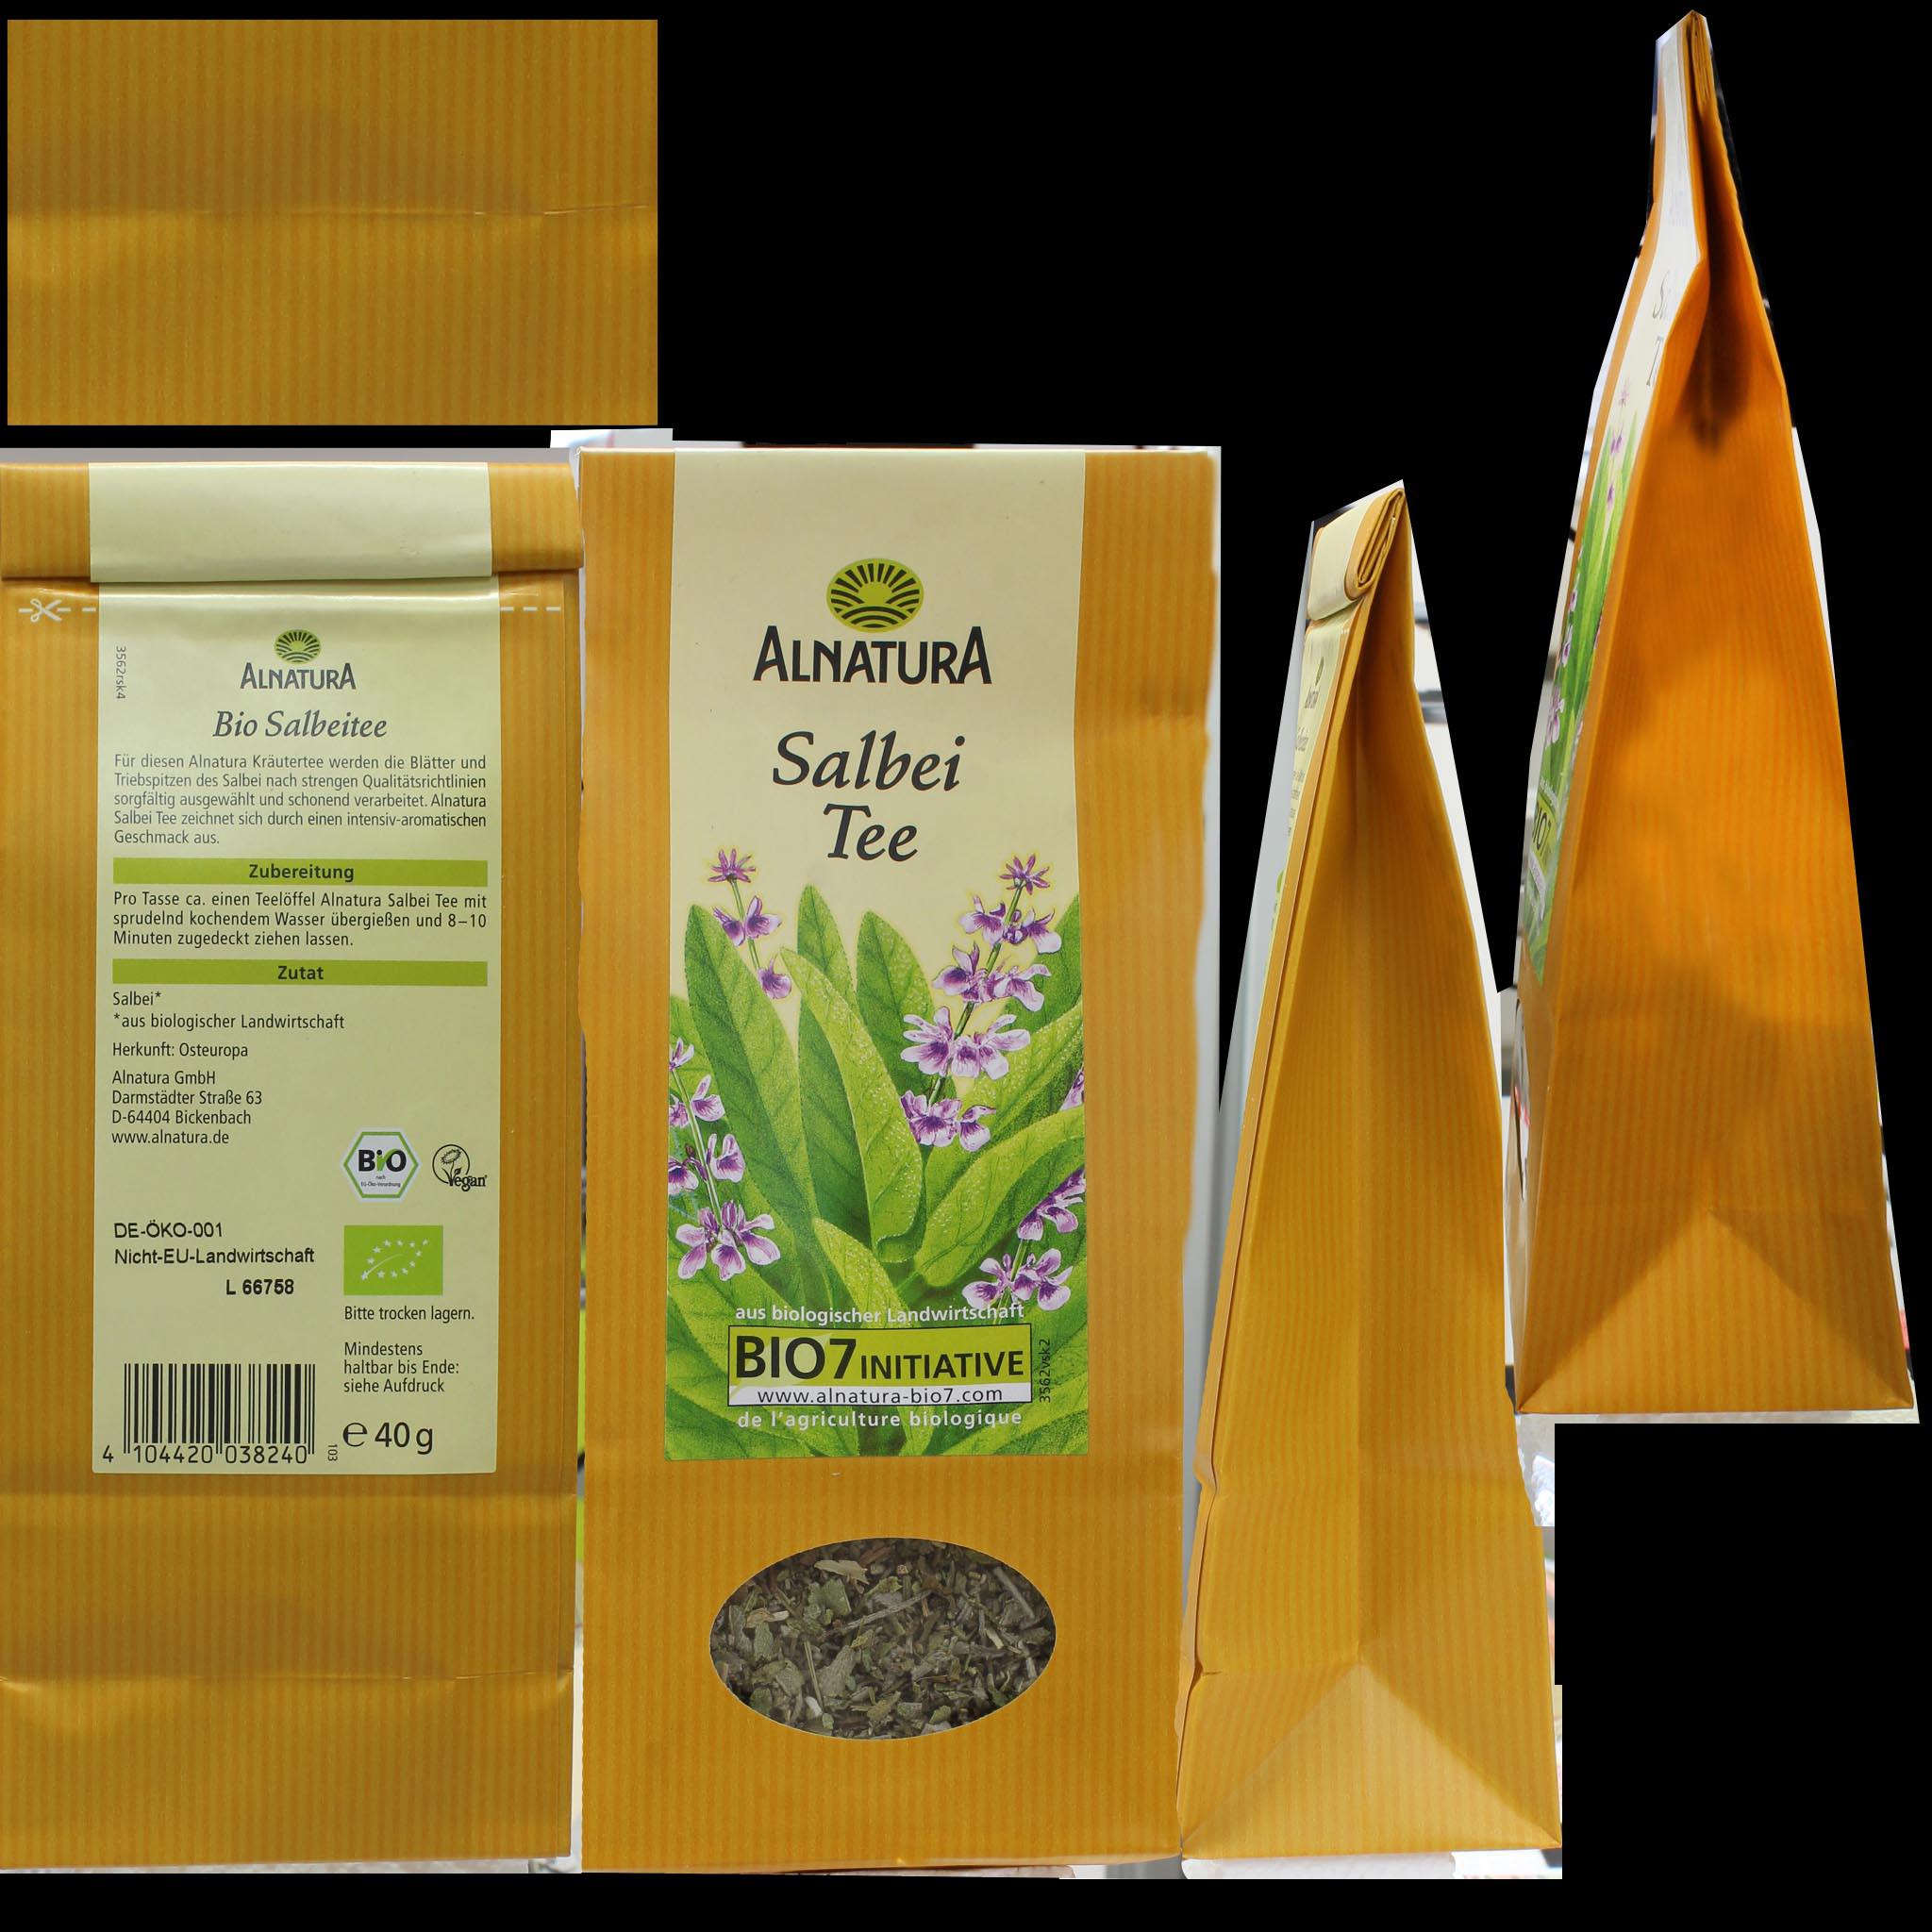 3562rsk4
ALNATURA
Bio Salbeitee
Für diesen Alnatura Kräutertee werden die Blätter und
Triebspitzen des Salbei nach strengen Qualitätsrichtlinien
sorgfältig ausgewählt und schonend verarbeitet. Alnatura
Salbei Tee zeichnet sich durch einen intensiv-aromatischen
Geschmack aus.
Zubereitung
Pro Tasse ca. einen Teelöffel Alnatura Salbei Tee mit
sprudelnd kochendem Wasser übergießen und 8–10
Minuten zugedeckt ziehen lassen.
Zutat
Salbei*
*aus biologischer Landwirtschaft
Herkunft: Osteuropa
Alnatura GmbH
Darmstädter Straße 63
D-64404 Bickenbach
www.alnatura.de
BIO
nach
EU-Öko-Verordnung
Vegan
DE-ÖKO-001
Nicht-EU-Landwirtschaft
L 66758
Bitte trocken lagern.
Mindestens
haltbar bis Ende:
siehe Aufdruck
4 104420 038240
103
e 40 g
ALNATURA
Salbei
Tee
aus biologischer Landwirtschaft
BIO7 INITIATIVE
www.alnatura-bio7.com
de l'agriculture biologique
3562vsk2